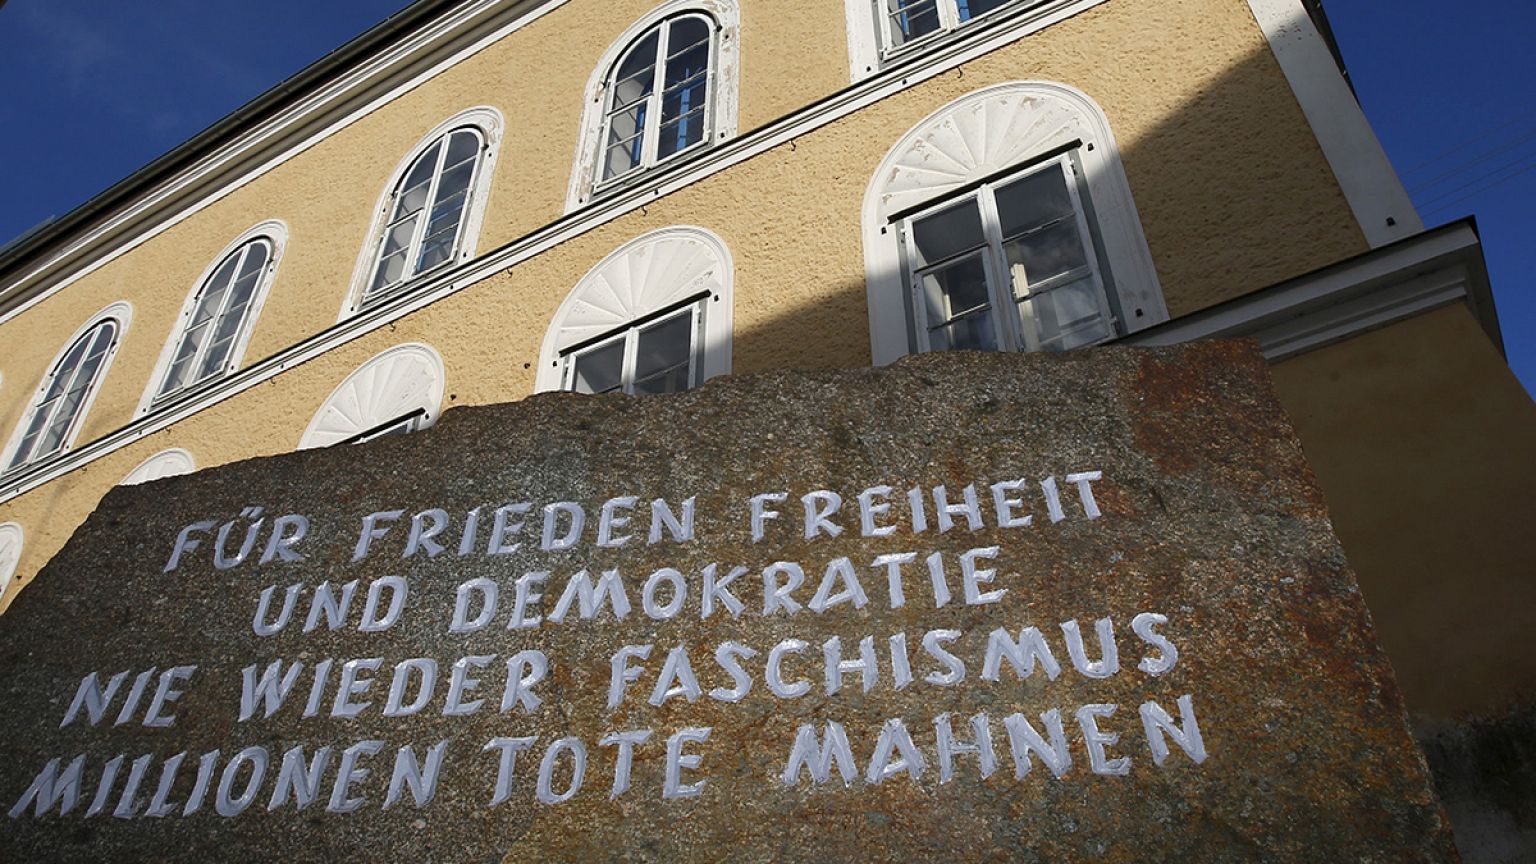 FÜR FRIEDEN FREIHEIT
UND DEMOKRATIE
NIE WIEDER FASCHISMUS
MILLIONEN TOTE MAHNEN